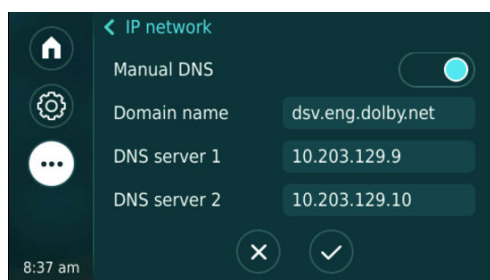 IP network
Manual DNS
Domain name dsv.eng.dolby.net
DNS server 1 10.203.129.9
DNS server 2 10.203.129.10
8:37 am